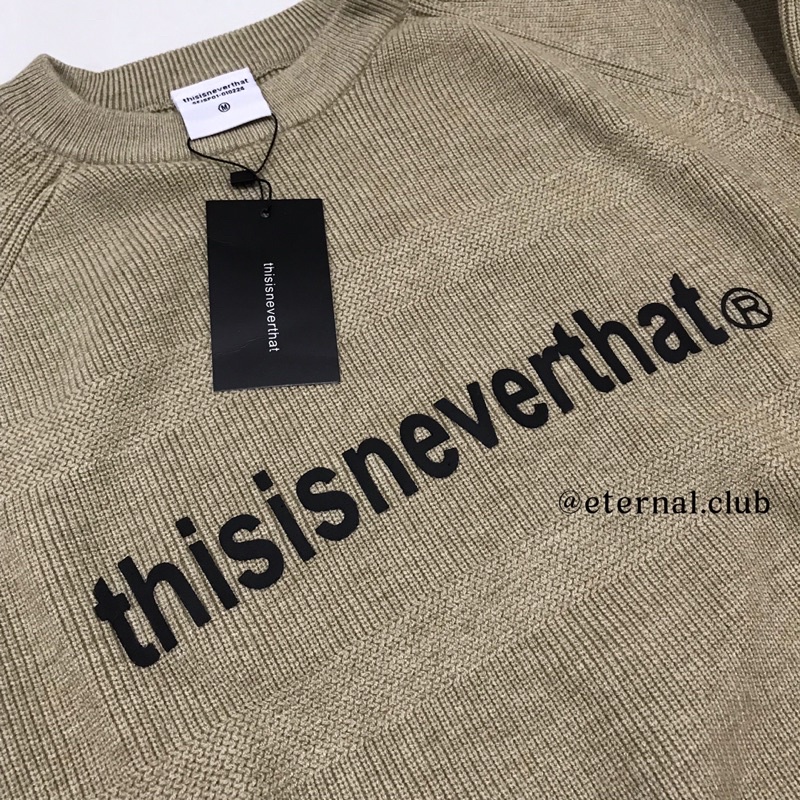 thisisneverthat
M
thisisneverthat
thisisneverthat®
@eternal.club